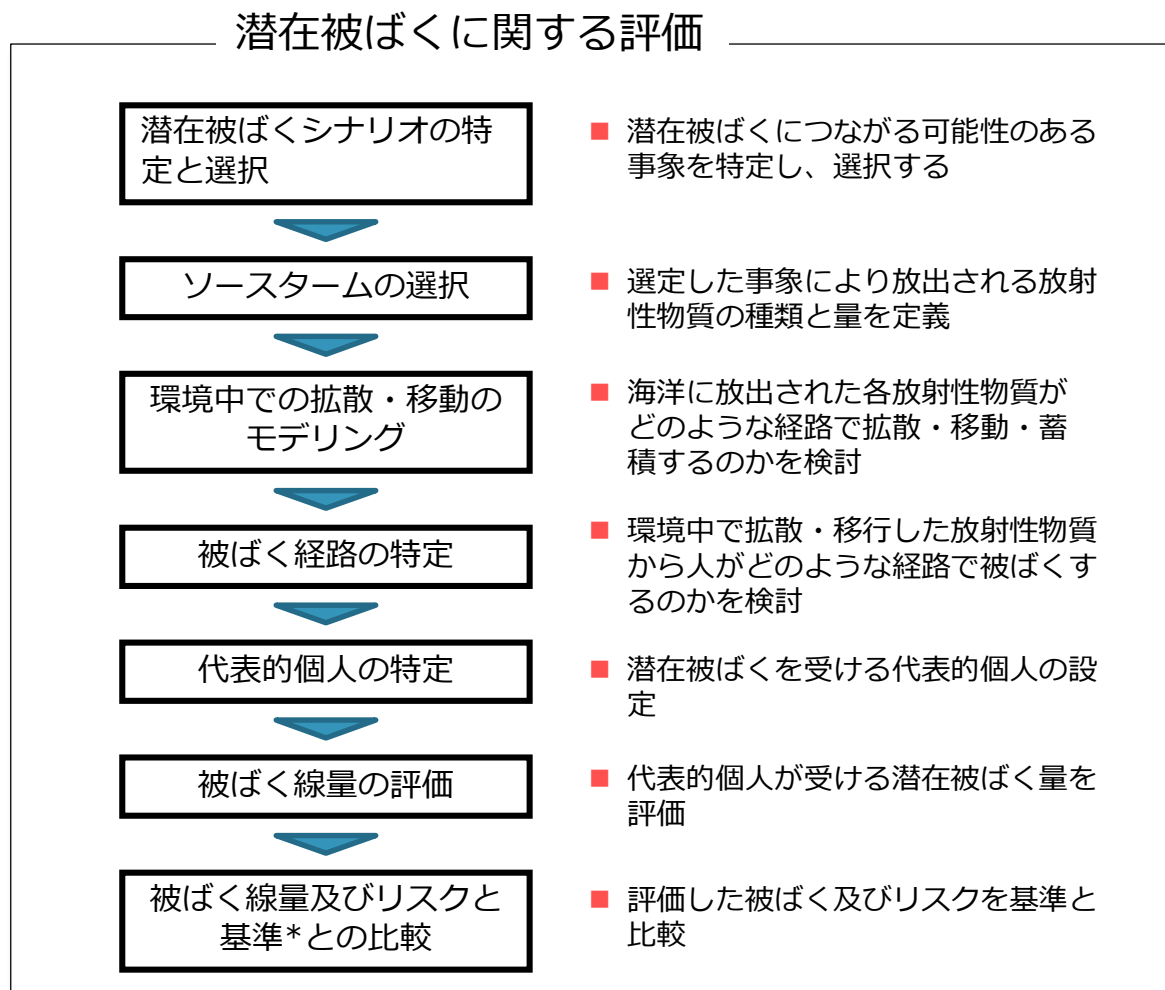 潜在被ばくに関する評価
潜在被ばくシナリオの特
定と選択
■ 潜在被ばくにつながる可能性のある
事象を特定し、選択する
ソースタームの選択
■ 選定した事象により放出される放射
性物質の種類と量を定義
環境中での拡散・移動の
モデリング
■ 海洋に放出された各放射性物質が
どのような経路で拡散・移動・蓄
積するのかを検討
被ばく経路の特定
■ 環境中で拡散・移行した放射性物質
から人がどのような経路で被ばくす
るのかを検討
代表的個人の特定
■ 潜在被ばくを受ける代表的個人の設
定
被ばく線量の評価
■ 代表的個人が受ける潜在被ばく量を
評価
被ばく線量及びリスクと
基準*との比較
■ 評価した被ばく及びリスクを基準と
比較